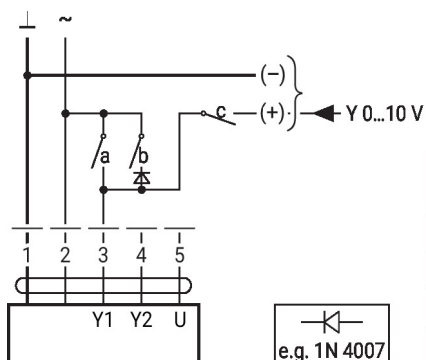 ⊥ ~
(–)
c (+) Y 0...10 V
a b
1 2 3 4 5
Y1 Y2 U
e.g. 1N 4007